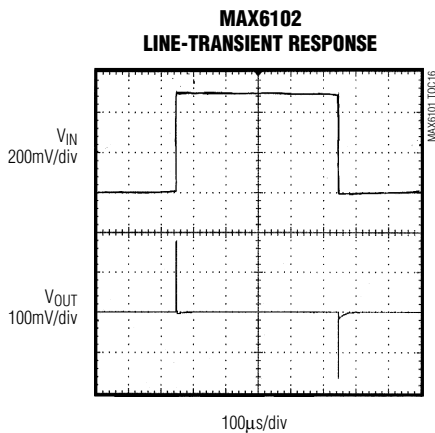 MAX6102
LINE-TRANSIENT RESPONSE
MAX6101 TOC16
VIN
200mV/div
VOUT
100mV/div
100μs/div